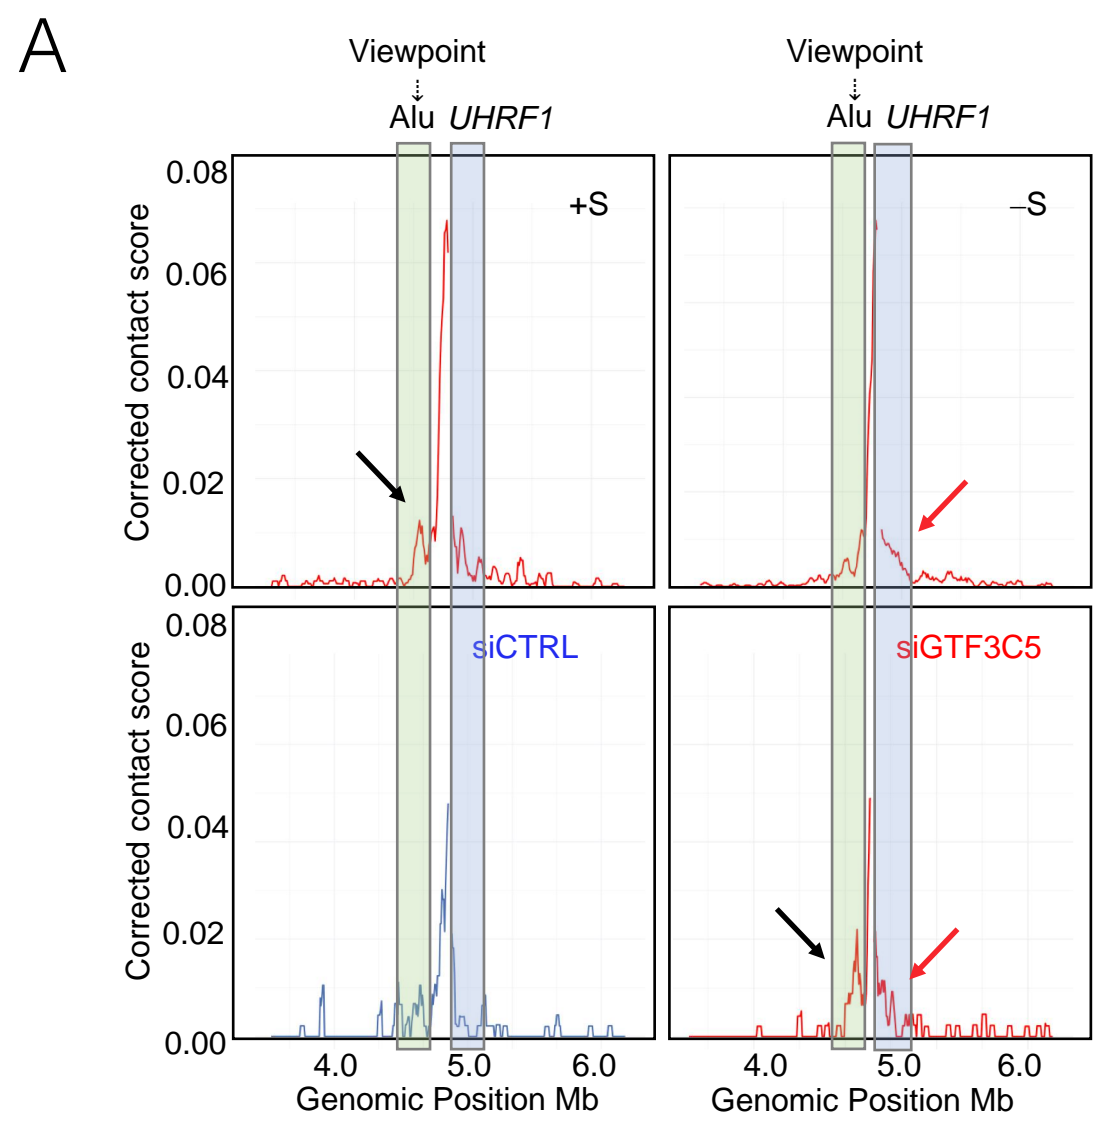 A
Viewpoint
Viewpoint
Alu UHRF1
Alu UHRF1
Corrected contact score
0.08
0.06
0.04
0.02
0.00
+S
–S
Corrected contact score
0.08
0.06
0.04
0.02
0.00
siCTRL
siGTF3C5
4.0 5.0 6.0
4.0 5.0 6.0
Genomic Position Mb
Genomic Position Mb